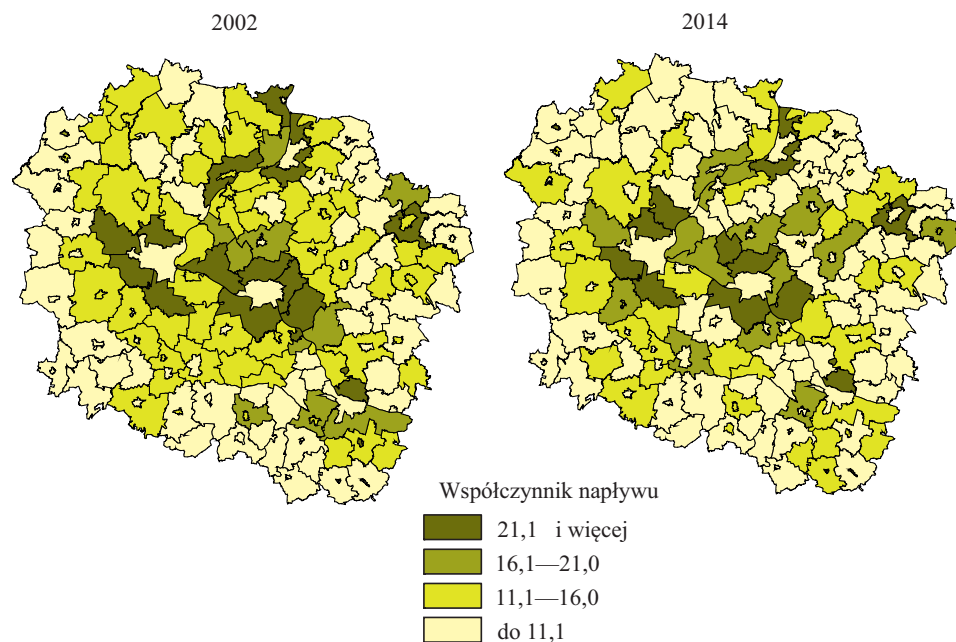 2002
2014
Współczynnik napływu
21,1 i więcej
16,1—21,0
11,1—16,0
do 11,1